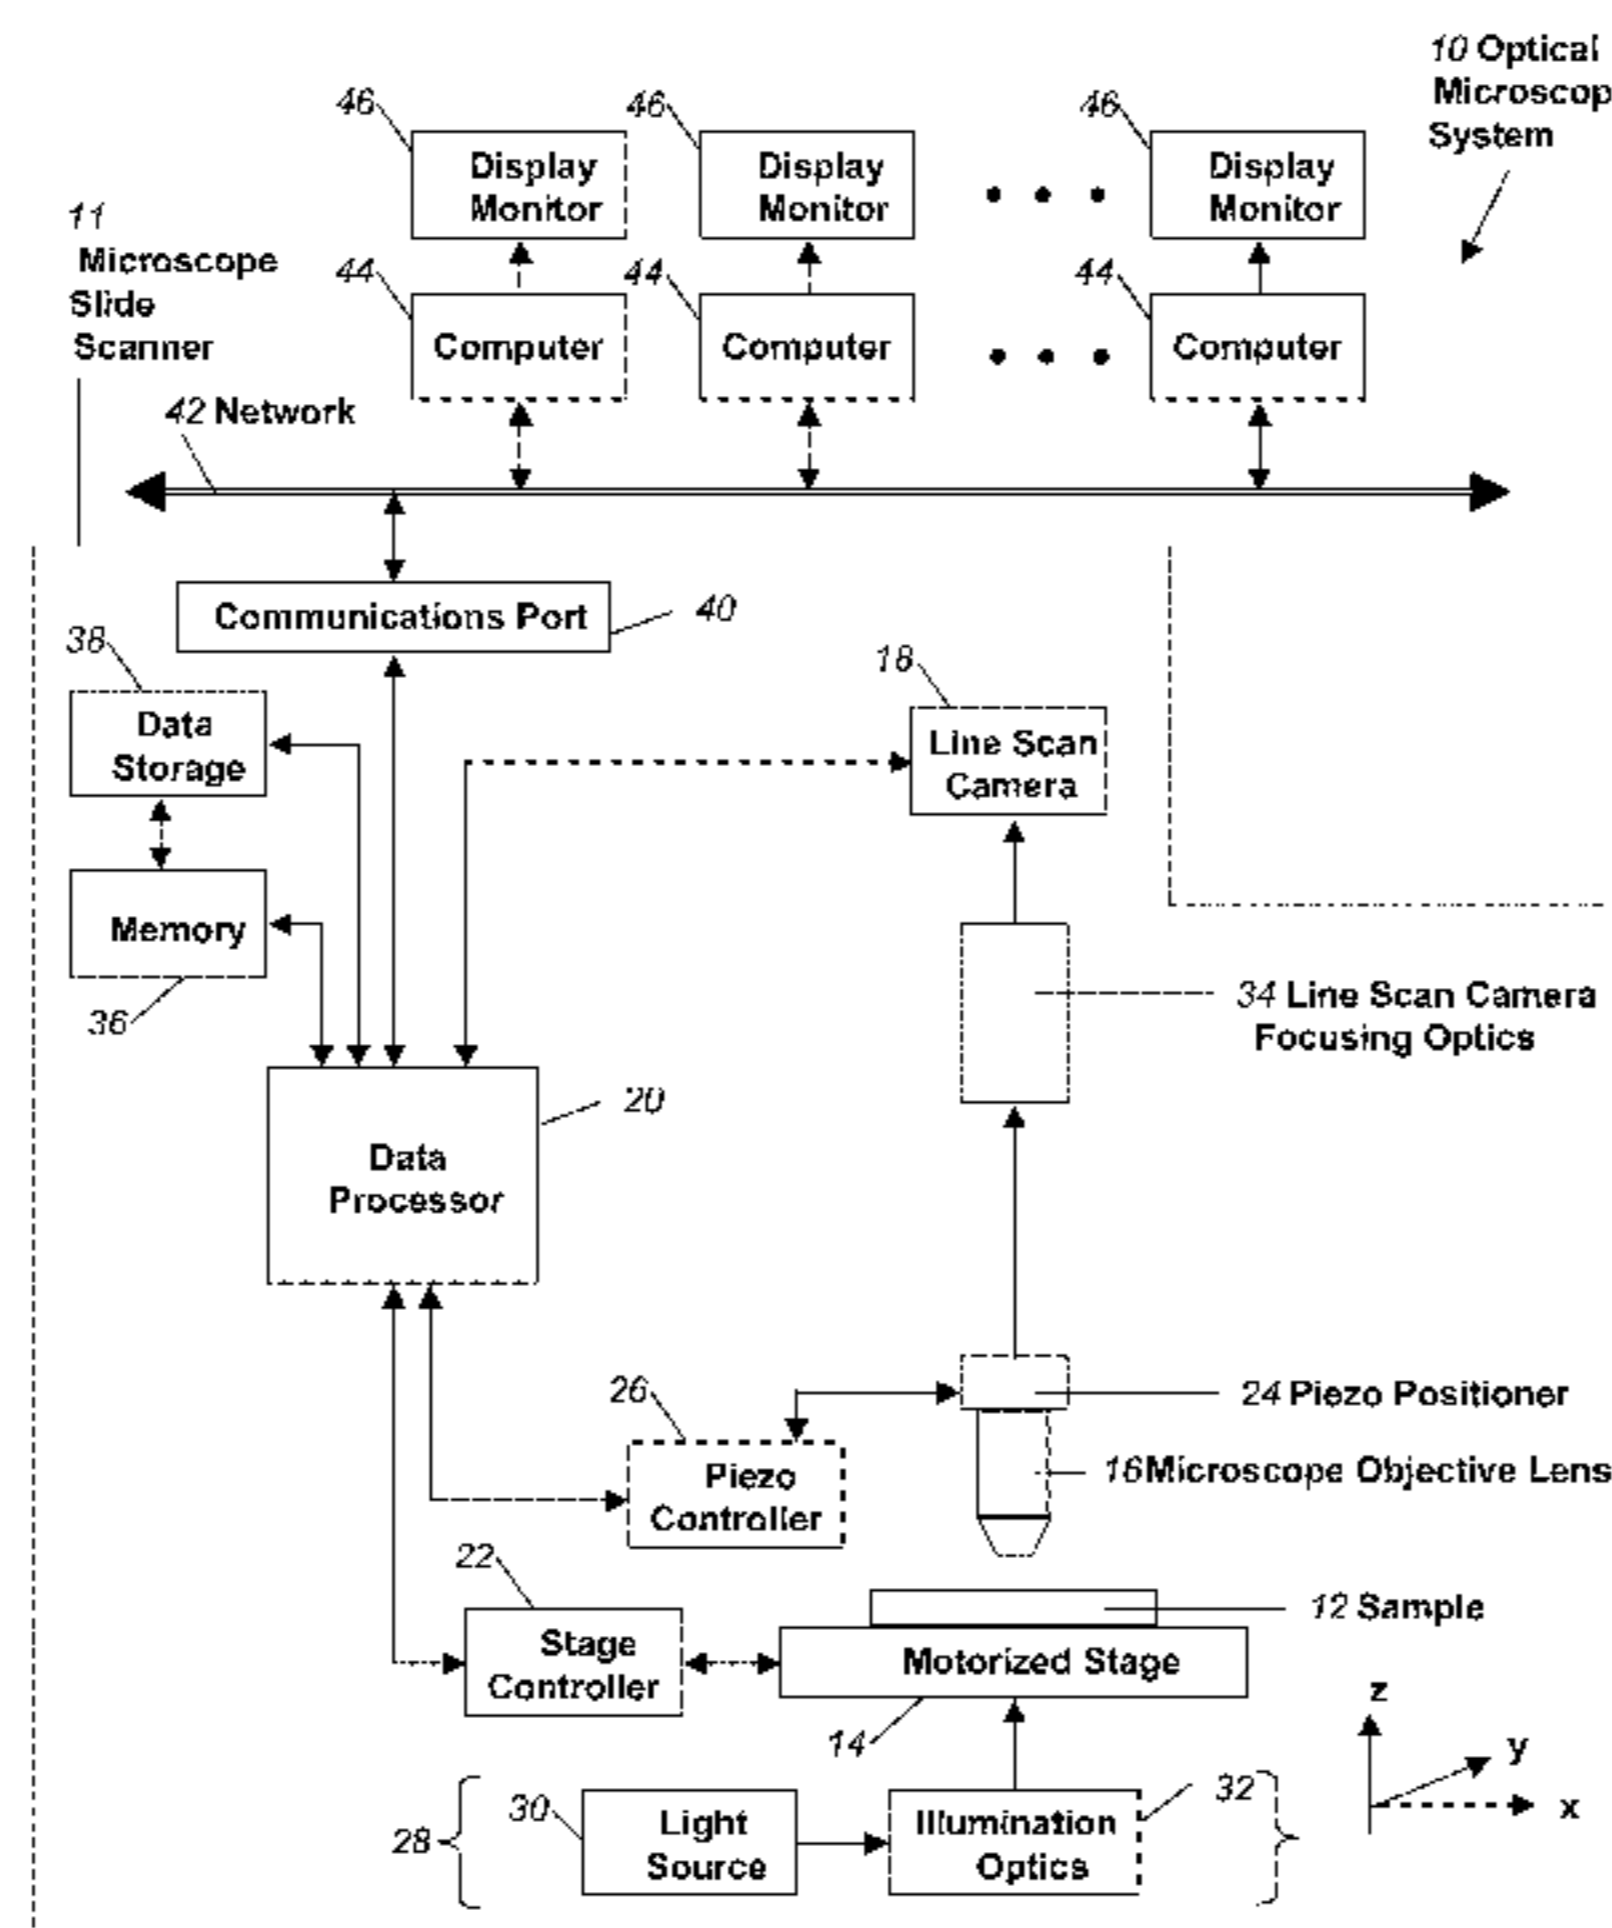 10 Optical
Microscop
System
46
46
46
Display
Monitor
Display
Monitor
Display
Monitor
11
Microscope
Slide
Scanner
44
44
44
Computer
Computer
Computer
42 Network
Communications Port
40
38
Data
Storage
18
Line Scan
Camera
Memory
36
34 Line Scan Camera
Focusing Optics
20
Data
Processor
26
Piezo
Controller
24 Piezo Positioner
16 Microscope Objective Lens
22
Stage
Controller
12 Sample
Motorized Stage
14
z
y
x
28
30
Light
Source
Illumination
Optics
32